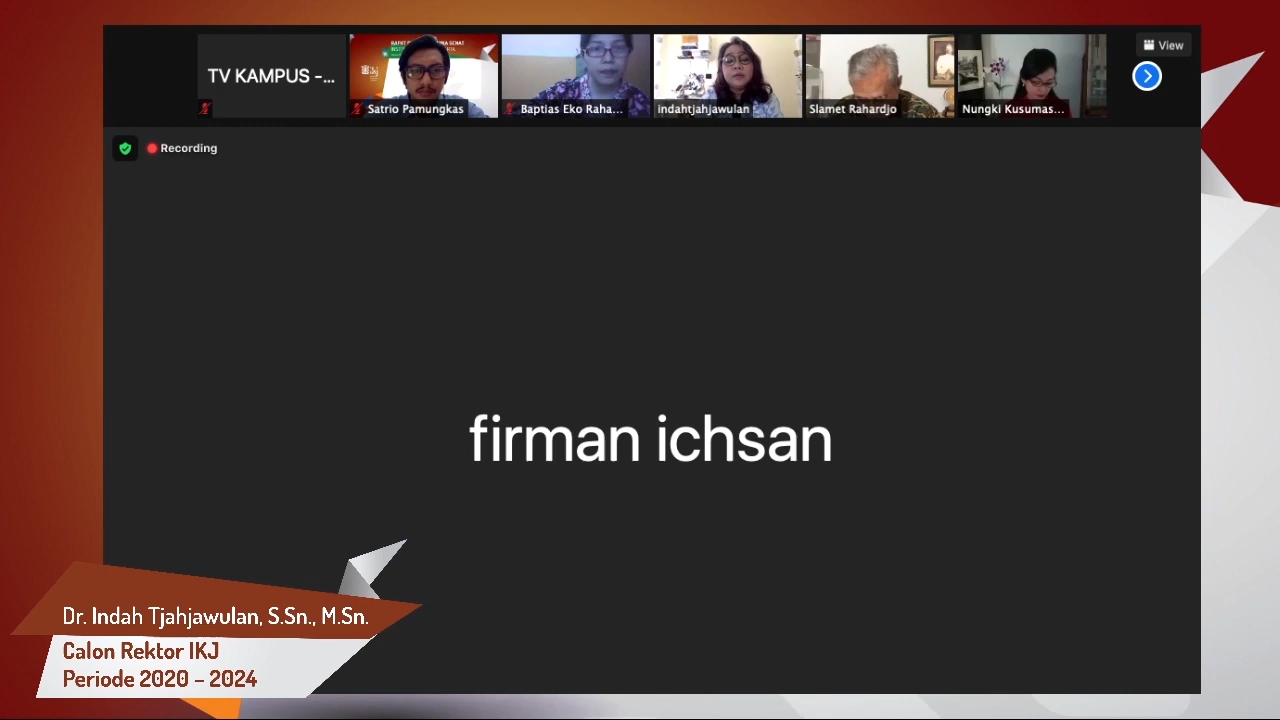 TV KAMPUS -...
Satrio Pamungkas
Baptias Eko Raha...
indahtjahjawulan
Slamet Rahardjo
Nungki Kusumas...
View
Recording
firman ichsan
Dr. Indah Tjahjawulan, S.Sn., M.Sn.
Calon Rektor IKJ
Periode 2020 – 2024